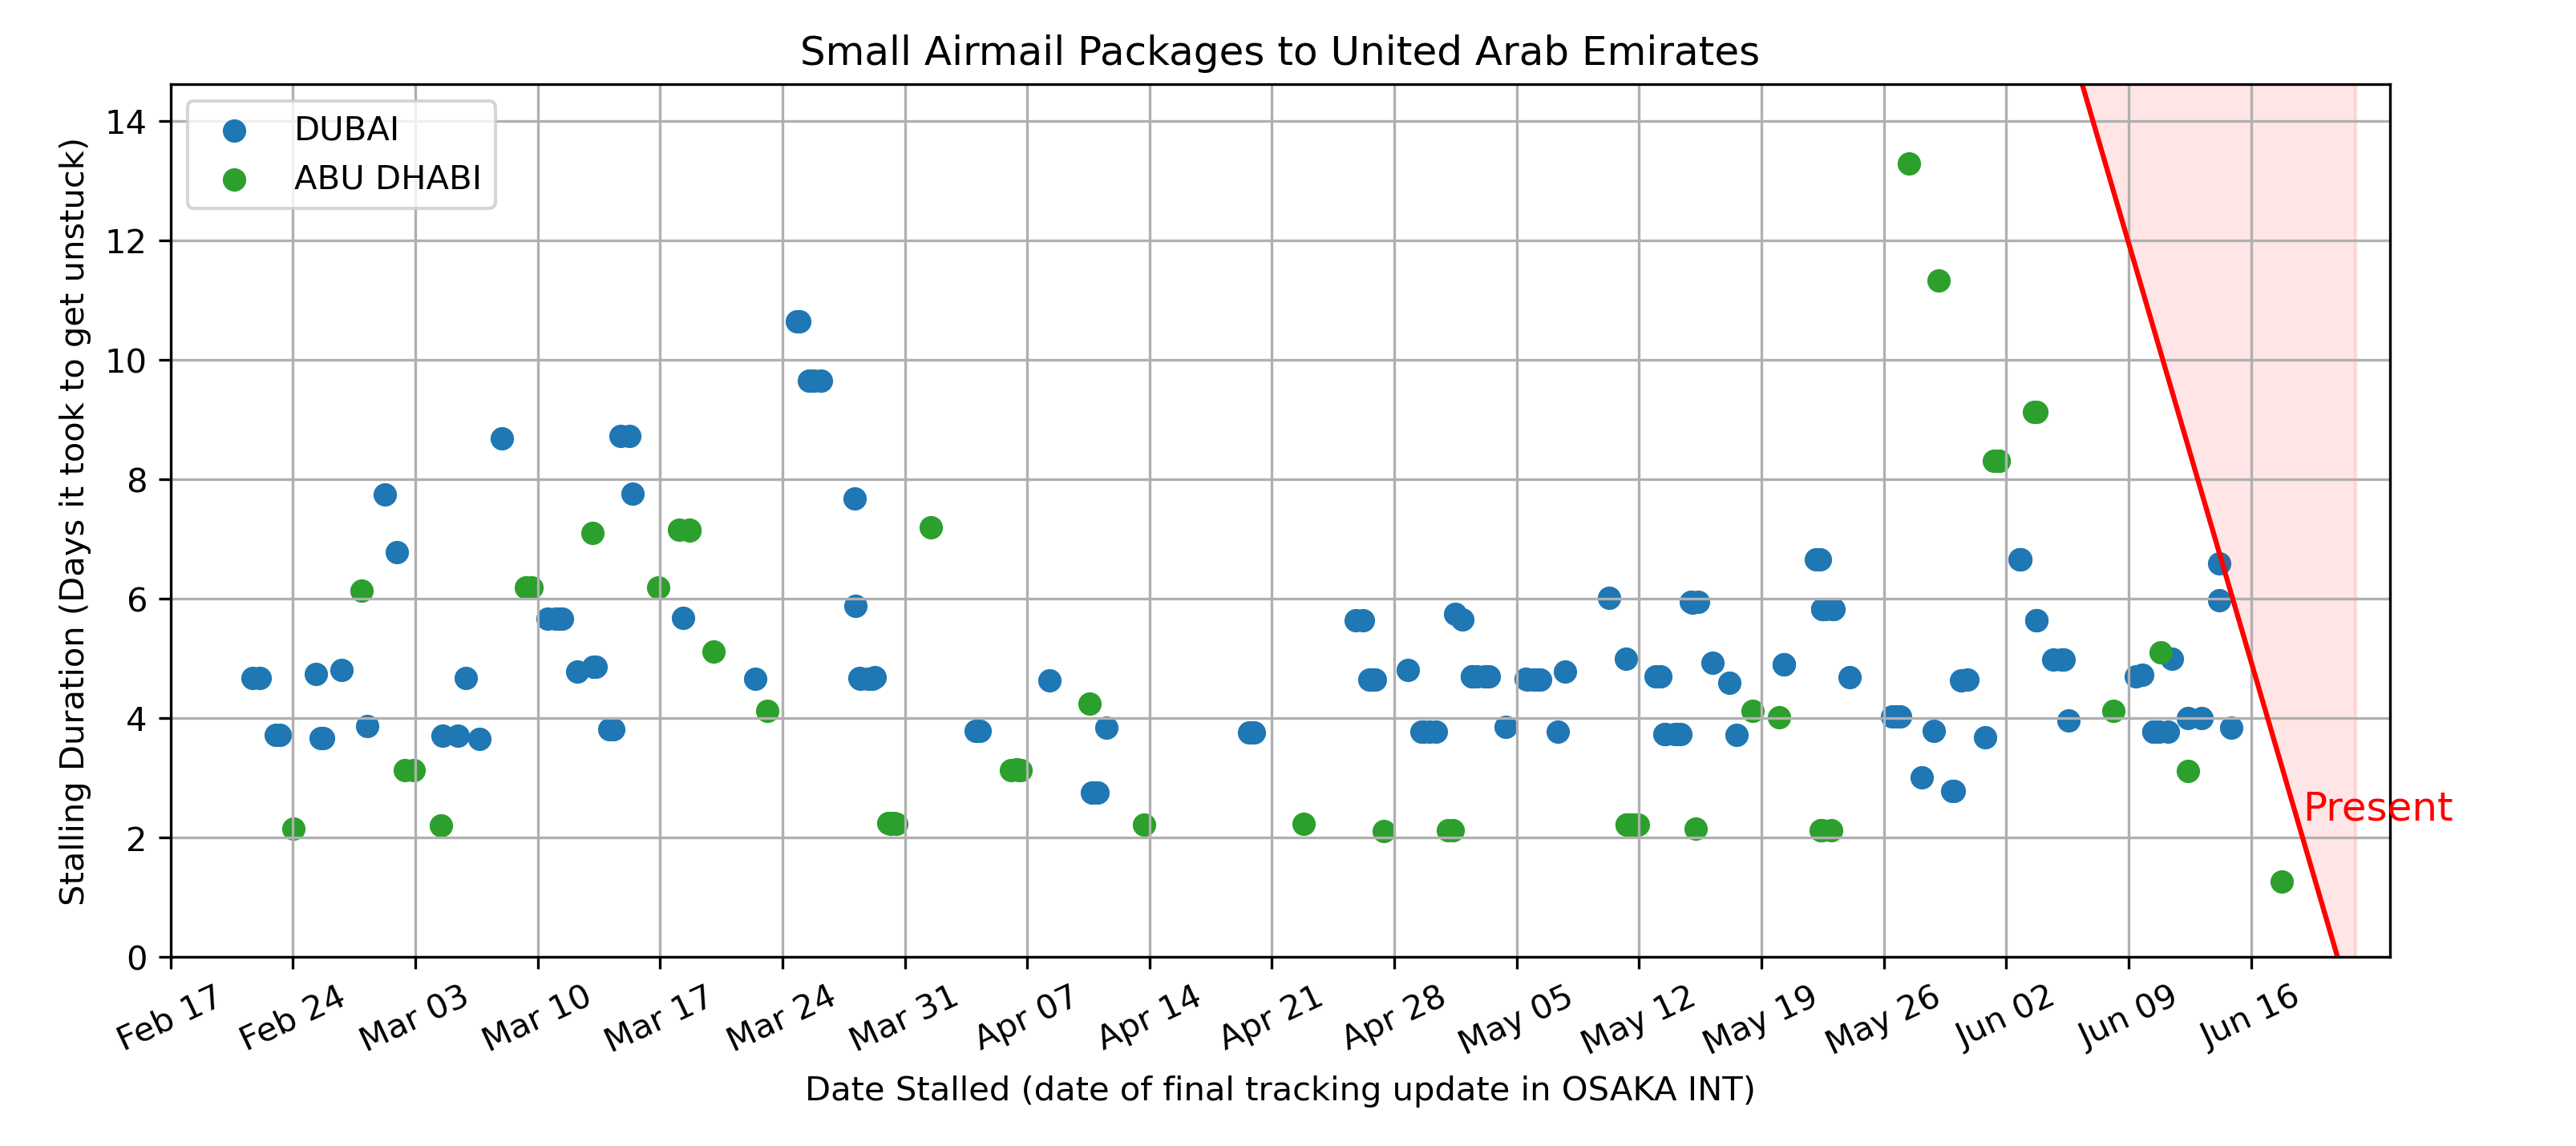 Small Airmail Packages to United Arab Emirates
DUBAI
ABU DHABI
Stalling Duration (Days it took to get unstuck)
14
12
10
8
6
4
2
0
Present
Feb 17
Feb 24
Mar 03
Mar 10
Mar 17
Mar 24
Mar 31
Apr 07
Apr 14
Apr 21
Apr 28
May 05
May 12
May 19
May 26
Jun 02
Jun 09
Jun 16
Date Stalled (date of final tracking update in OSAKA INT)